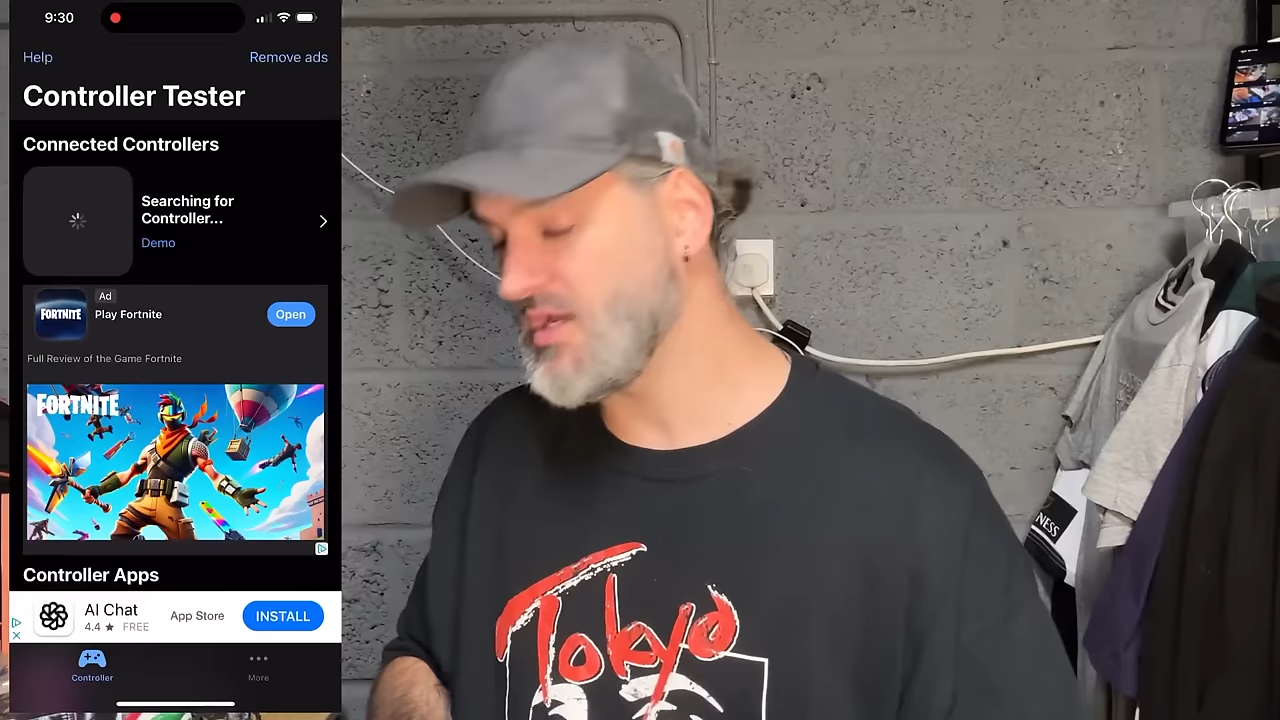 9:30
Help
Remove ads
Controller Tester
Connected Controllers
Searching for
Controller...
Demo
Ad
Play Fortnite
Open
FORTNITE
Full Review of the Game Fortnite
FORTNITE
Controller Apps
AI Chat
4.4 ★ FREE
App Store
INSTALL
Controller
More
Tokyo
NESS